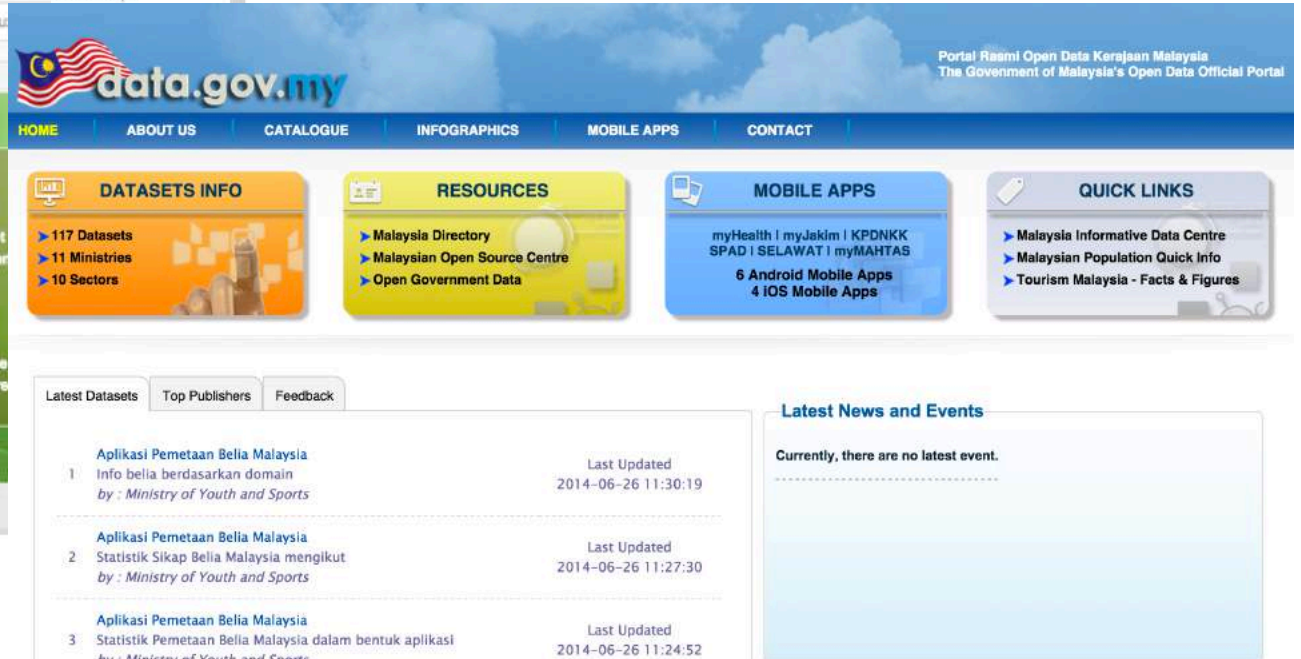 data.gov.my
Portal Rasmi Open Data Kerajaan Malaysia
The Govenment of Malaysia's Open Data Official Portal
HOME ABOUT US CATALOGUE INFOGRAPHICS MOBILE APPS CONTACT
DATASETS INFO
117 Datasets
11 Ministries
10 Sectors
RESOURCES
Malaysia Directory
Malaysian Open Source Centre
Open Government Data
MOBILE APPS
myHealth | myJakim | KPDNKK
SPAD | SELAWAT | myMAHTAS
6 Android Mobile Apps
4 iOS Mobile Apps
QUICK LINKS
Malaysia Informative Data Centre
Malaysian Population Quick Info
Tourism Malaysia - Facts & Figures
Latest Datasets Top Publishers Feedback
1 Aplikasi Pemetaan Belia Malaysia
Info belia berdasarkan domain
by : Ministry of Youth and Sports
Last Updated
2014-06-26 11:30:19
2 Aplikasi Pemetaan Belia Malaysia
Statistik Sikap Belia Malaysia mengikut
by : Ministry of Youth and Sports
Last Updated
2014-06-26 11:27:30
3 Aplikasi Pemetaan Belia Malaysia
Statistik Pemetaan Belia Malaysia dalam bentuk aplikasi
by : Ministry of Youth and Sports
Last Updated
2014-06-26 11:24:52
Latest News and Events
Currently, there are no latest event.